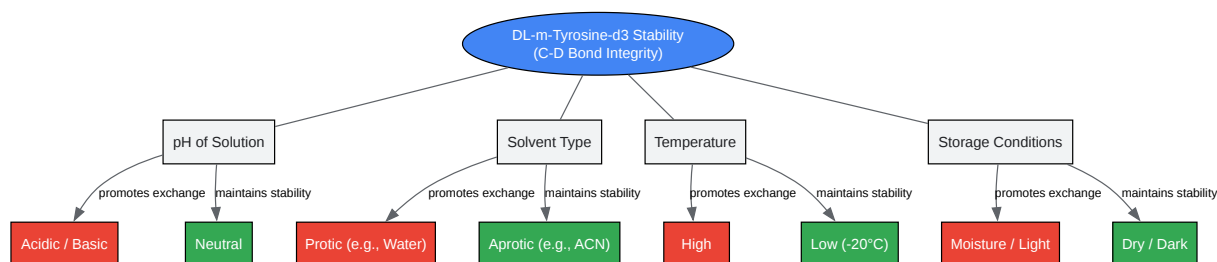 DL-m-Tyrosine-d3 Stability
(C-D Bond Integrity)
pH of Solution
Solvent Type
Temperature
Storage Conditions
promotes exchange
maintains stability
promotes exchange
maintains stability
promotes exchange
maintains stability
promotes exchange
maintains stability
Acidic / Basic
Neutral
Protic (e.g., Water)
Aprotic (e.g., ACN)
High
Low (-20°C)
Moisture / Light
Dry / Dark